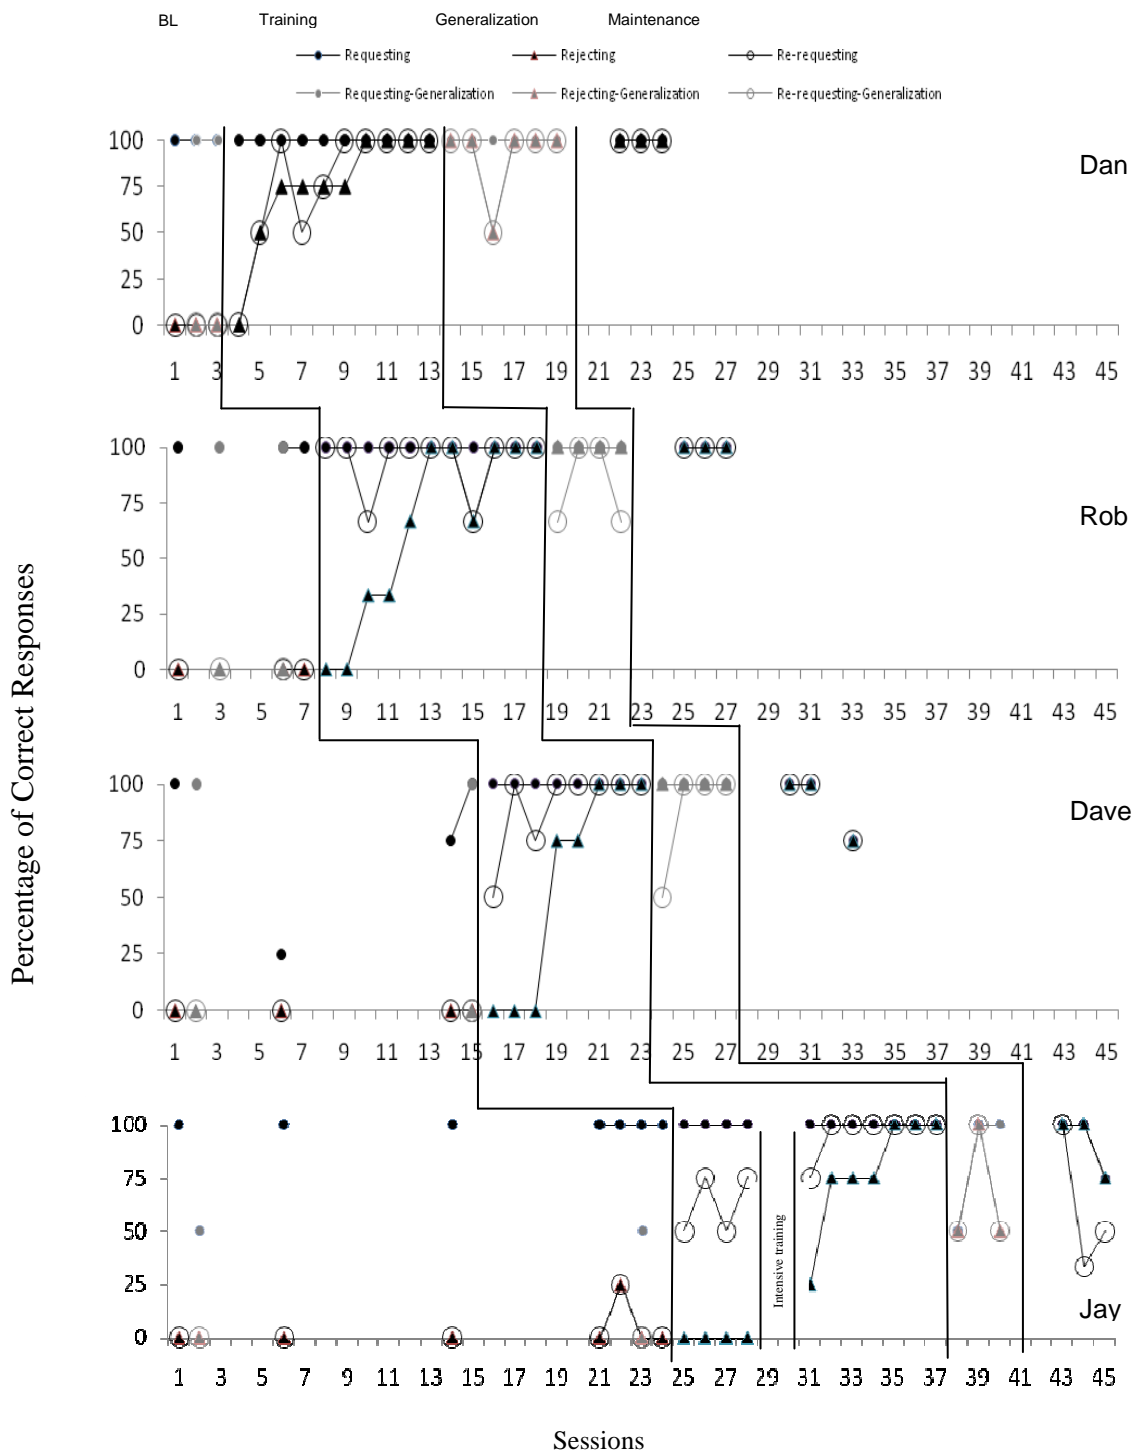 BL Training Generalization Maintenance
Requesting Rejecting Re-requesting
Requesting-Generalization Rejecting-Generalization Re-requesting-Generalization
Percentage of Correct Responses
100
75
50
25
0
Dan
1 3 5 7 9 11 13 15 17 19 21 23 25 27 29 31 33 35 37 39 41 43 45
100
75
50
25
0
Rob
1 3 5 7 9 11 13 15 17 19 21 23 25 27 29 31 33 35 37 39 41 43 45
100
75
50
25
0
Dave
1 3 5 7 9 11 13 15 17 19 21 23 25 27 29 31 33 35 37 39 41 43 45
100
75
50
25
0
Intensive training
Jay
1 3 5 7 9 11 13 15 17 19 21 23 25 27 29 31 33 35 37 39 41 43 45
Sessions